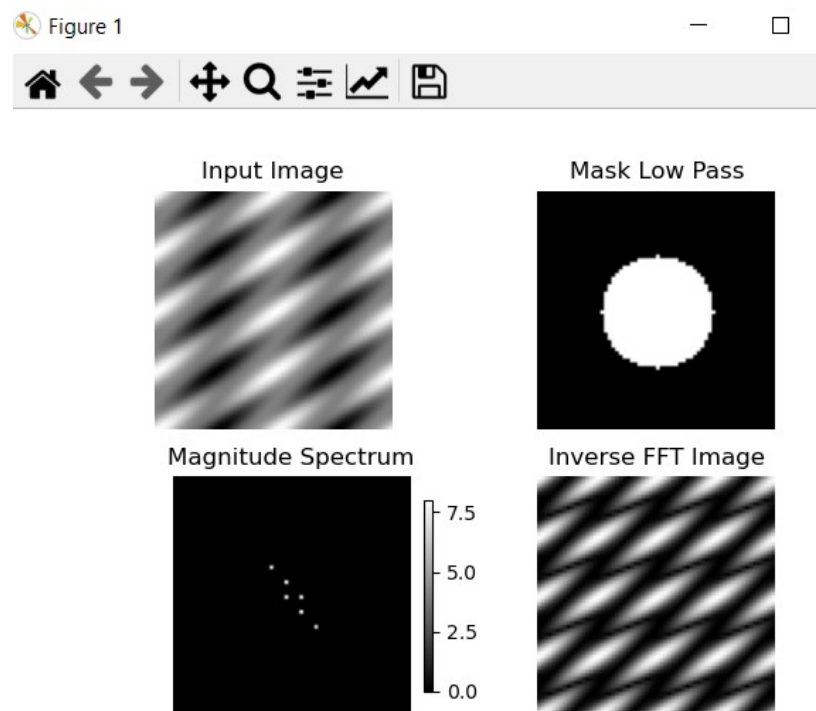 Figure 1
Input Image
Mask Low Pass
Magnitude Spectrum
Inverse FFT Image
7.5
5.0
2.5
0.0